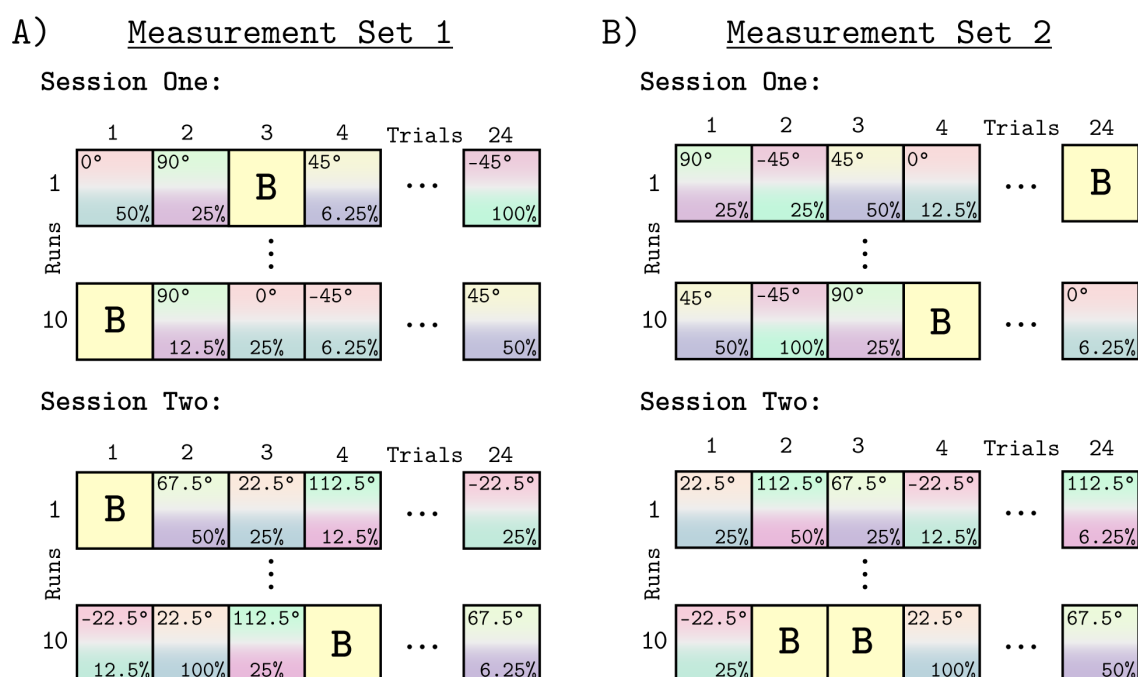 A) Measurement Set 1
Session One:
1 2 3 4 Trials 24
Runs
1
0° 90° B 45° ... -45°
50% 25% 6.25% 100%
10
B 90° 0° -45° ... 45°
12.5% 25% 6.25% 50%
Session Two:
1 2 3 4 Trials 24
Runs
1
B 67.5° 22.5° 112.5° ... -22.5°
50% 25% 12.5% 25%
10
-22.5° 22.5° 112.5° B ... 67.5°
12.5% 100% 25% 6.25%
B) Measurement Set 2
Session One:
1 2 3 4 Trials 24
Runs
1
90° -45° 45° 0° ... B
25% 25% 50% 12.5%
10
45° -45° 90° B ... 0°
50% 100% 25% 6.25%
Session Two:
1 2 3 4 Trials 24
Runs
1
22.5° 112.5° 67.5° -22.5° ... 112.5°
25% 50% 25% 12.5% 6.25%
10
-22.5° B B 22.5° ... 67.5°
25% 100% 50%